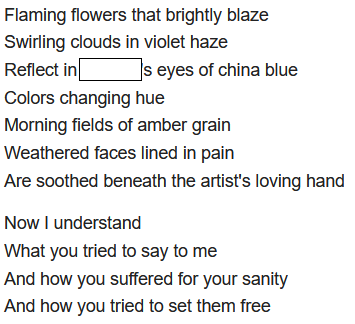 Flaming flowers that brightly blaze
Swirling clouds in violet haze
Reflect in 's eyes of china blue
Colors changing hue
Morning fields of amber grain
Weathered faces lined in pain
Are soothed beneath the artist's loving hand
Now I understand
What you tried to say to me
And how you suffered for your sanity
And how you tried to set them free